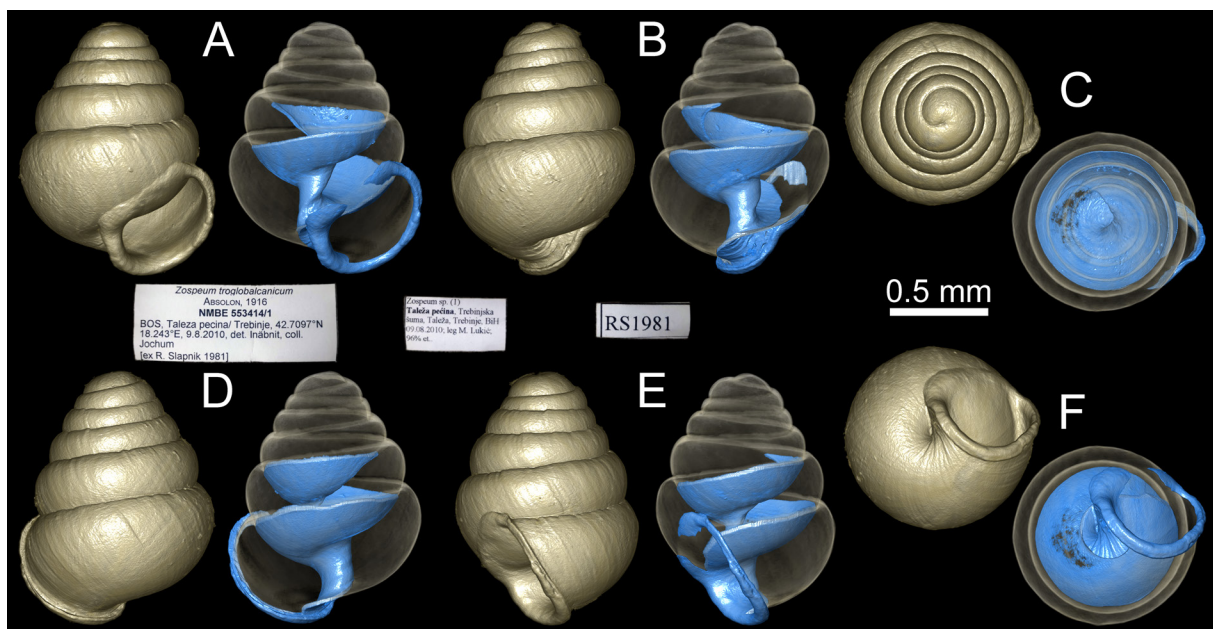 A
B
C
0.5 mm
Zospeum troglobalcanicum
ABSOLON, 1916
NMBE 553414/1
BOS, Taleza pecina/ Trebinje, 42.7097°N
18.243°E, 9.8.2010, det. Inäbnit, coll.
Jochum
[ex R. Slapnik 1981]
Zospeum sp. (1)
Taleža pećina, Trebinjska
šuma, Taleža, Trebinje, BiH
09.08.2010; leg M. Lukić;
96% et.
RS1981
D
E
F